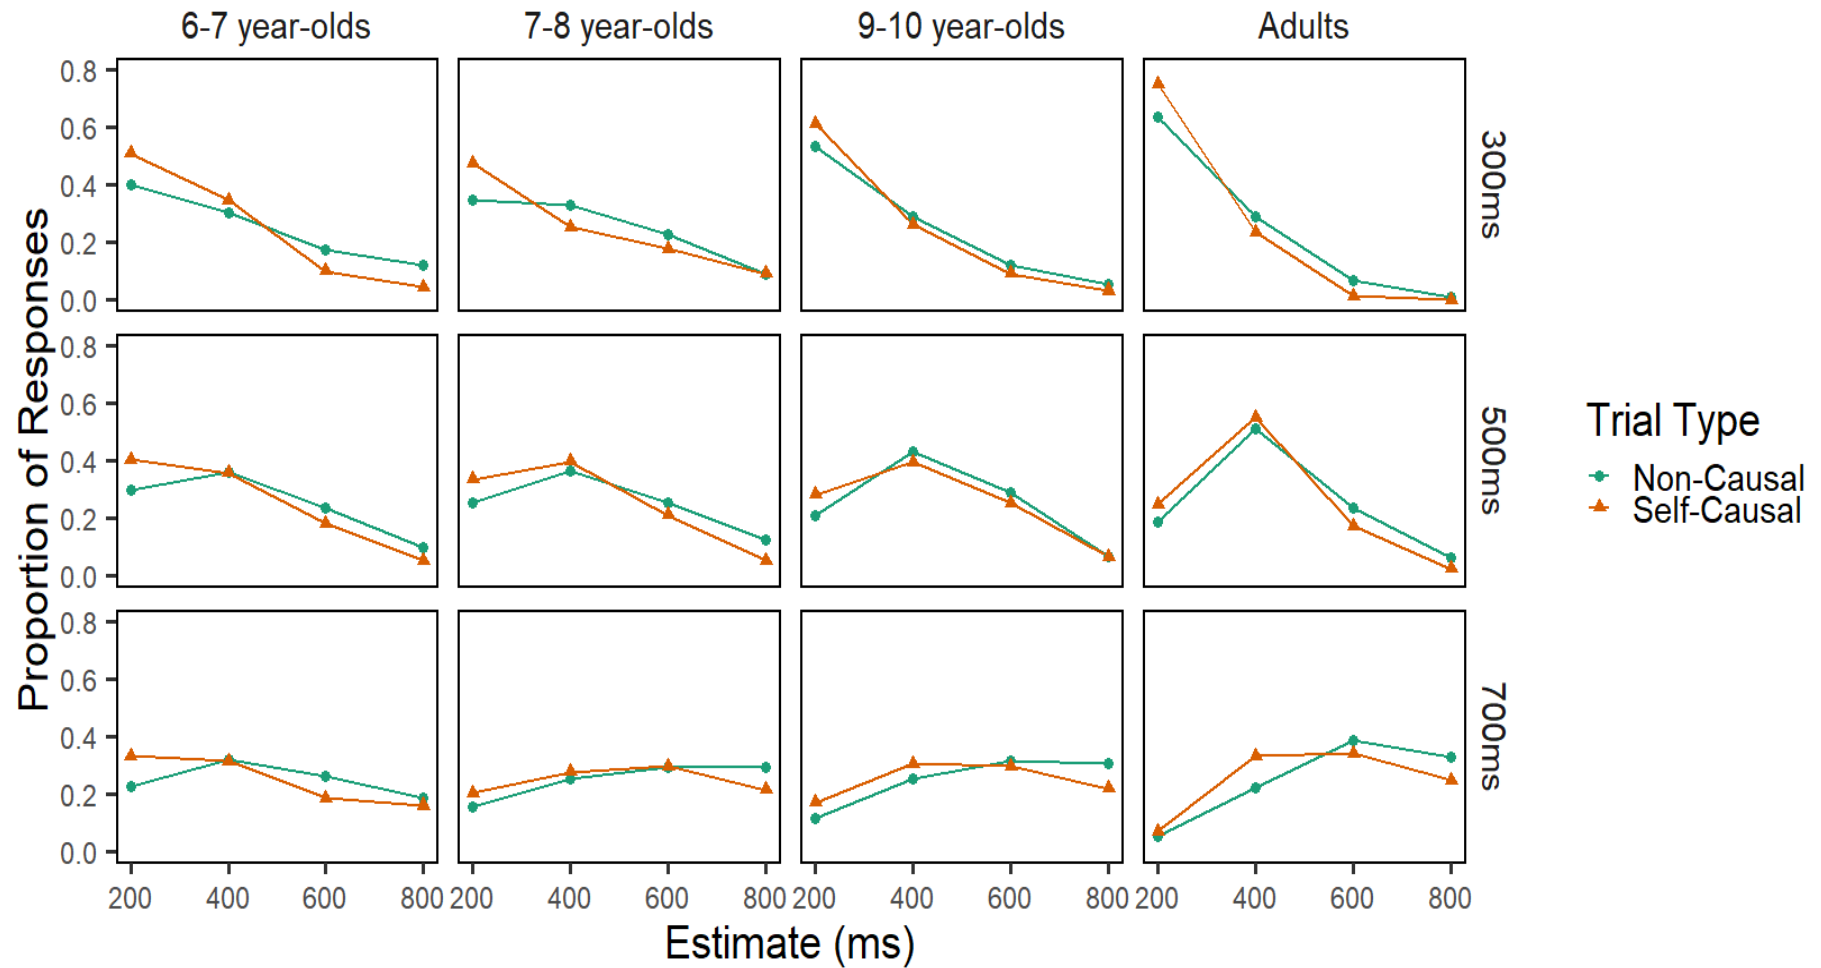 6-7 year-olds
7-8 year-olds
9-10 year-olds
Adults
Proportion of Responses
0.8
0.6
0.4
0.2
0.0
300ms
0.8
0.6
0.4
0.2
0.0
500ms
0.8
0.6
0.4
0.2
0.0
700ms
200 400 600 800
200 400 600 800
200 400 600 800
200 400 600 800
Estimate (ms)
Trial Type
Non-Causal
Self-Causal